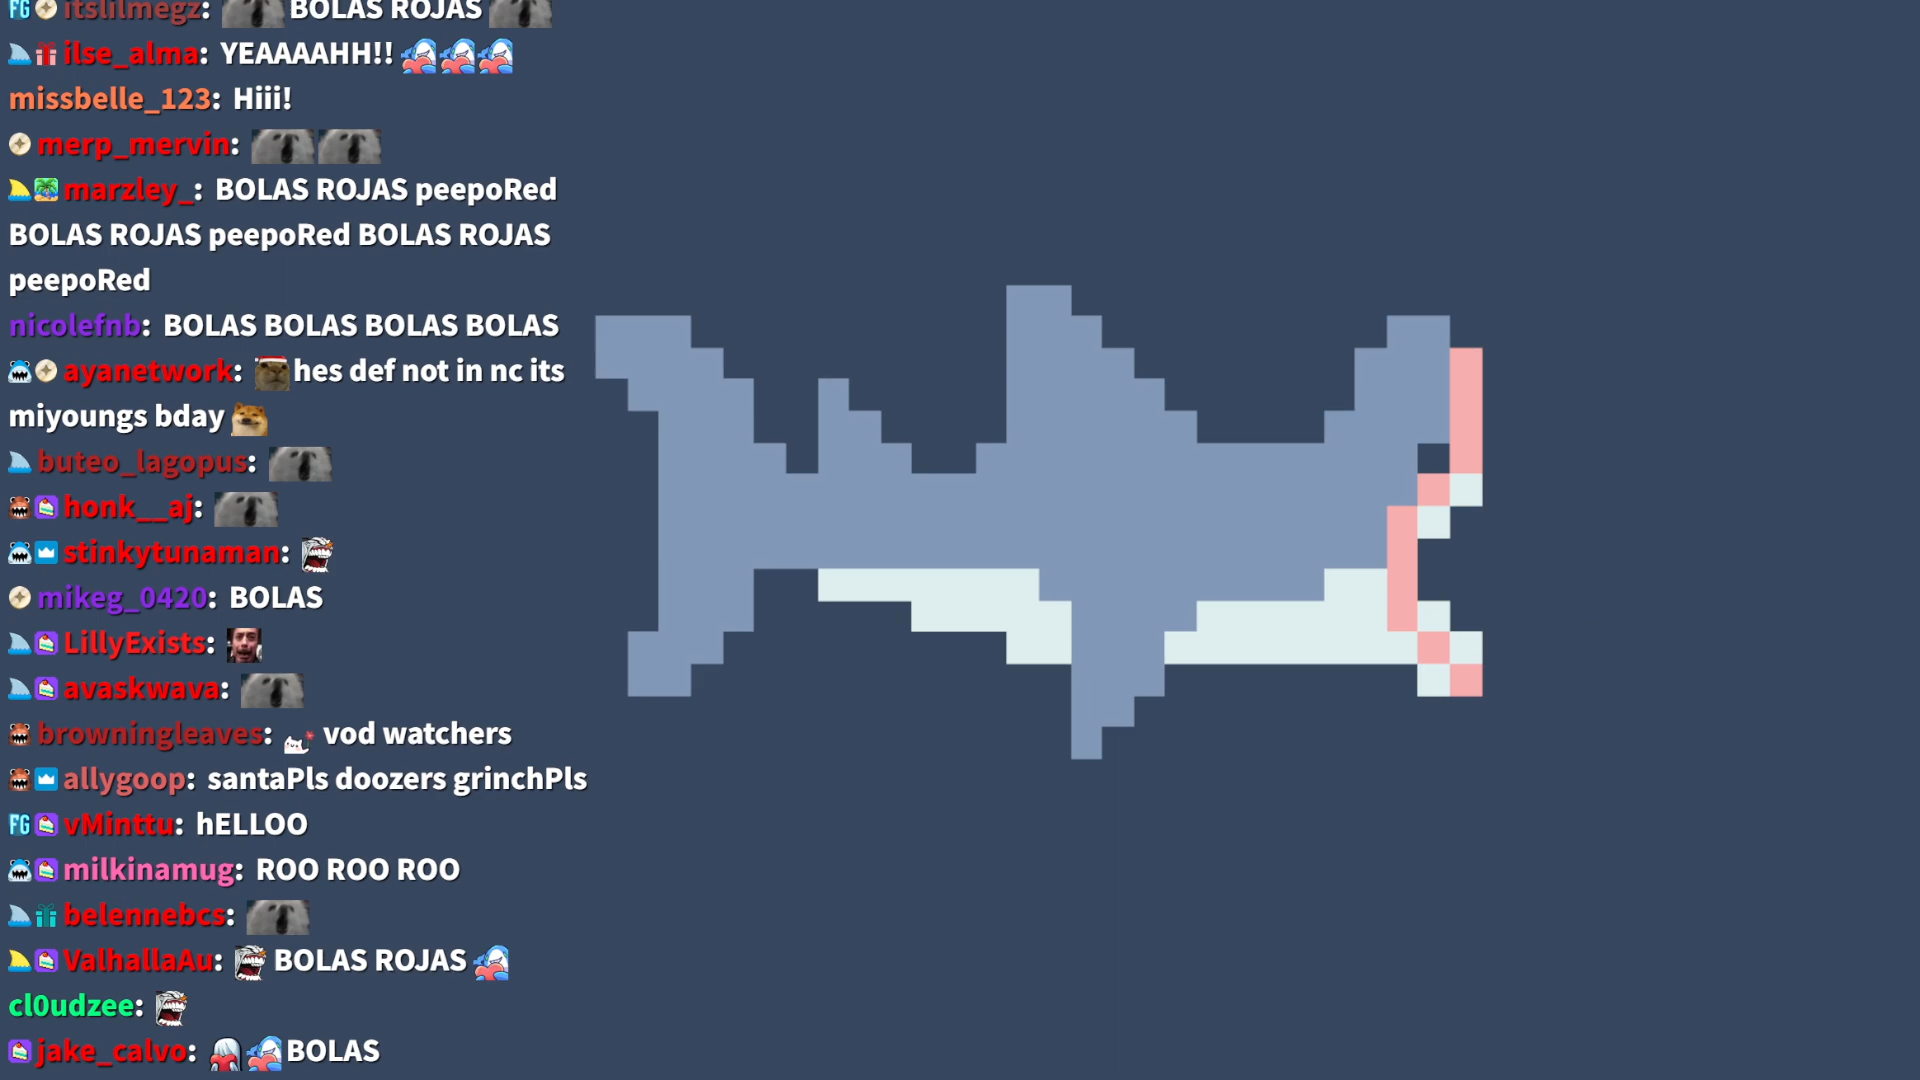 FG itslilmegz: BOLAS ROJAS
ilse_alma: YEAAAAHH!!
missbelle_123: Hiii!
merp_mervin:
marzley_: BOLAS ROJAS peepoRed
BOLAS ROJAS peepoRed BOLAS ROJAS
peepoRed
nicolefnb: BOLAS BOLAS BOLAS BOLAS
ayanetwork: hes def not in nc its
miyoungs bday
buteo_lagopus:
honk__aj:
stinkytunaman:
mikeg_0420: BOLAS
LillyExists:
avaskwava:
browningleaves: vod watchers
allygoop: santaPls doozers grinchPls
FG vMinttu: hELLOO
milkinamug: ROO ROO ROO
belennebcs:
ValhallaAu: BOLAS ROJAS
cl0udzee:
jake_calvo: BOLAS